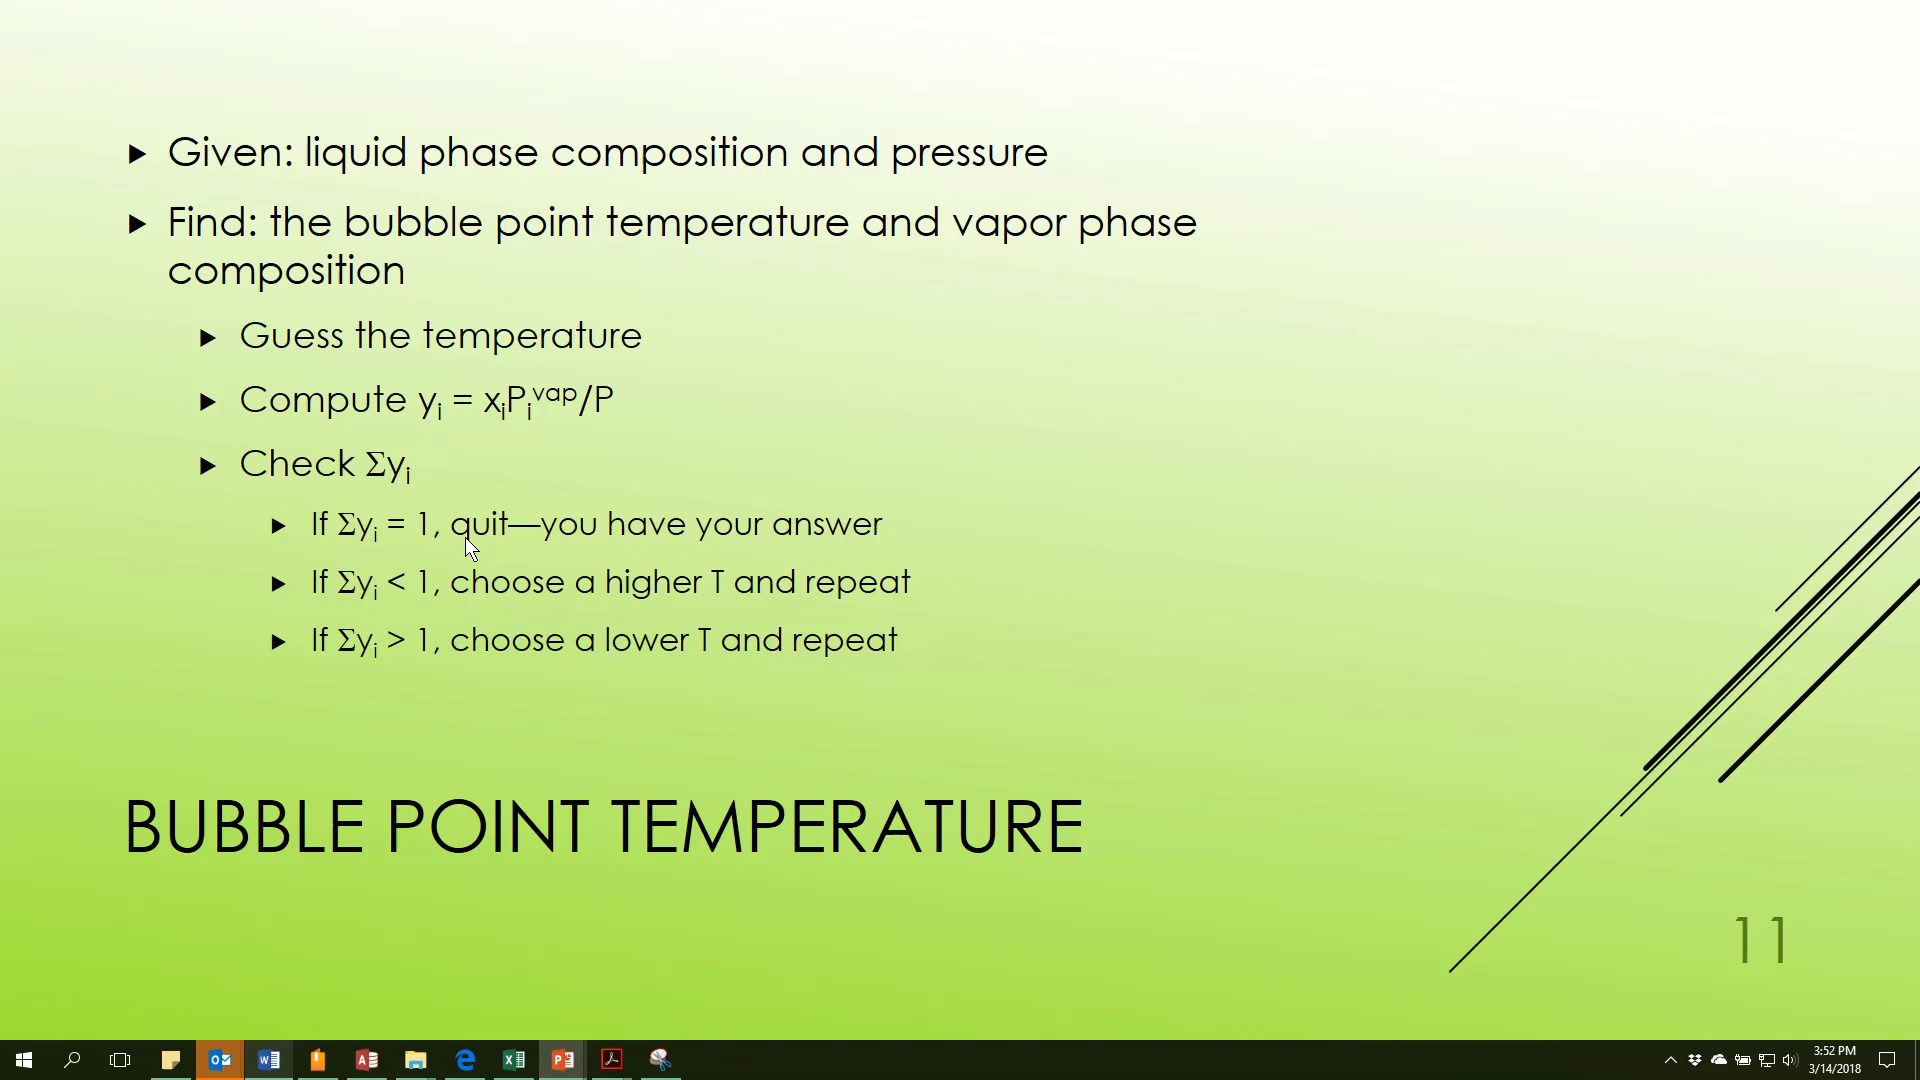 Given: liquid phase composition and pressure
Find: the bubble point temperature and vapor phase
composition
Guess the temperature
Compute yᵢ = xᵢPᵢᵛᵃᵖ/P
Check Σyᵢ
If Σyᵢ = 1, quit—you have your answer
If Σyᵢ < 1, choose a higher T and repeat
If Σyᵢ > 1, choose a lower T and repeat
BUBBLE POINT TEMPERATURE
11
3:52 PM
3/14/2018